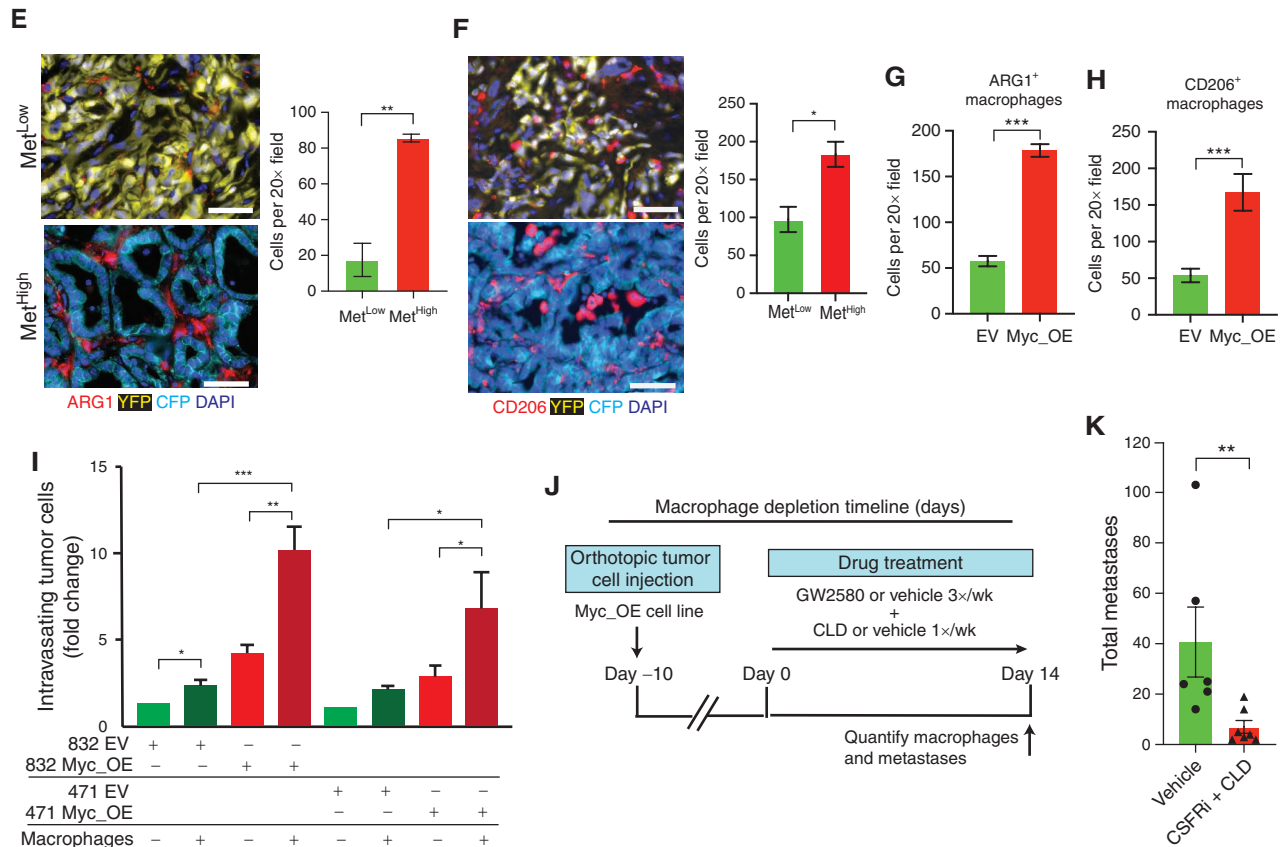 E
Met^Low
Met^High
ARG1 YFP CFP DAPI
Cells per 20× field
100
80
60
40
20
0
**
Met^Low Met^High
F
CD206 YFP CFP DAPI
Cells per 20× field
250
200
150
100
50
0
*
Met^Low Met^High
G
ARG1+
macrophages
Cells per 20× field
200
150
100
50
0
***
EV Myc_OE
H
CD206+
macrophages
Cells per 20× field
250
200
150
100
50
0
***
EV Myc_OE
I
Intravasating tumor cells
(fold change)
15
10
5
0
*
***
**
*
*
832 EV + + – –
832 Myc_OE – – + +
471 EV + + – –
471 Myc_OE – – + +
Macrophages – + – + – + – +
J
Macrophage depletion timeline (days)
Orthotopic tumor
cell injection
Myc_OE cell line
Drug treatment
GW2580 or vehicle 3×/wk
+
CLD or vehicle 1×/wk
Day –10
Day 0
Day 14
Quantify macrophages
and metastases
K
Total metastases
120
100
80
60
40
20
0
**
Vehicle
CSFRi + CLD